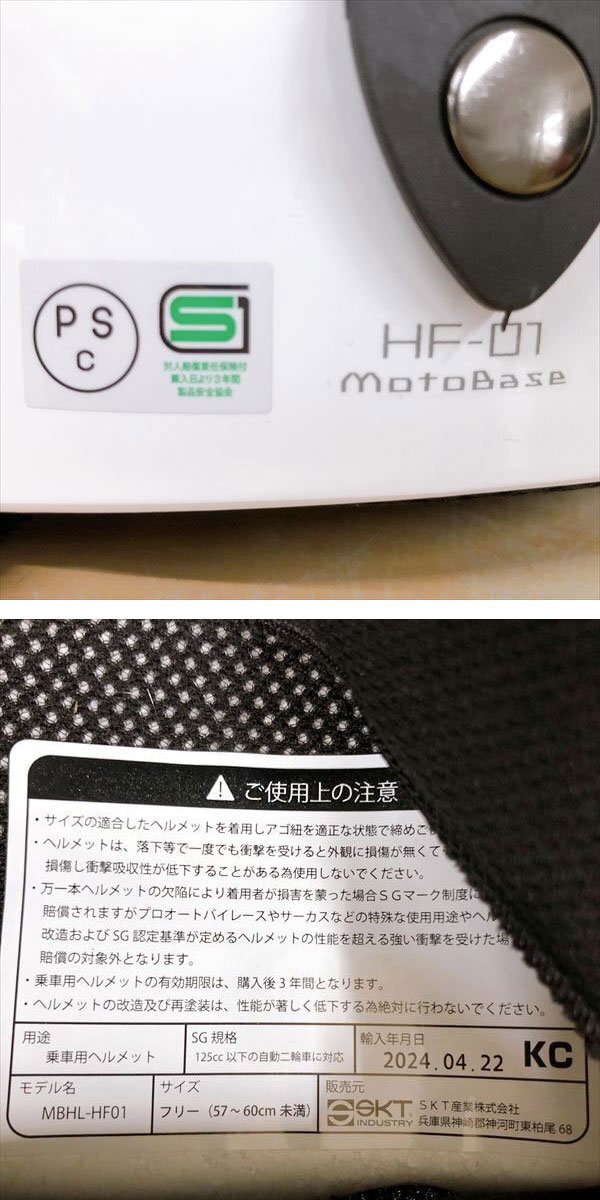 PS
C
SG
対人賠償責任保険付
購入日より3年間
製品安全協会
HF-01
MotoBase
ご使用上の注意
・サイズの適合したヘルメットを着用しアゴ紐を適正な状態で締めご
・ヘルメットは、落下等で一度でも衝撃を受けると外観に損傷が無くて
損傷し衝撃吸収性が低下することがある為使用しないでください。
・万一本ヘルメットの欠陥により着用者が損害を蒙った場合SGマーク制度に
賠償されますがプロオートバイレースやサーカスなどの特殊な使用用途やヘル
改造およびSG認定基準が定めるヘルメットの性能を超える強い衝撃を受けた場
賠償の対象外となります。
・乗車用ヘルメットの有効期限は、購入後3年間となります。
・ヘルメットの改造及び再塗装は、性能が著しく低下する為絶対に行わないでください。
用途 SG規格 輸入年月日
乗車用ヘルメット 125cc以下の自動二輪車に対応 2024.04.22 KC
モデル名 サイズ 販売元
MBHL-HF01 フリー（57～60cm未満） SKT INDUSTRY SKT産業株式会社
兵庫県神崎郡神河町東柏尾68